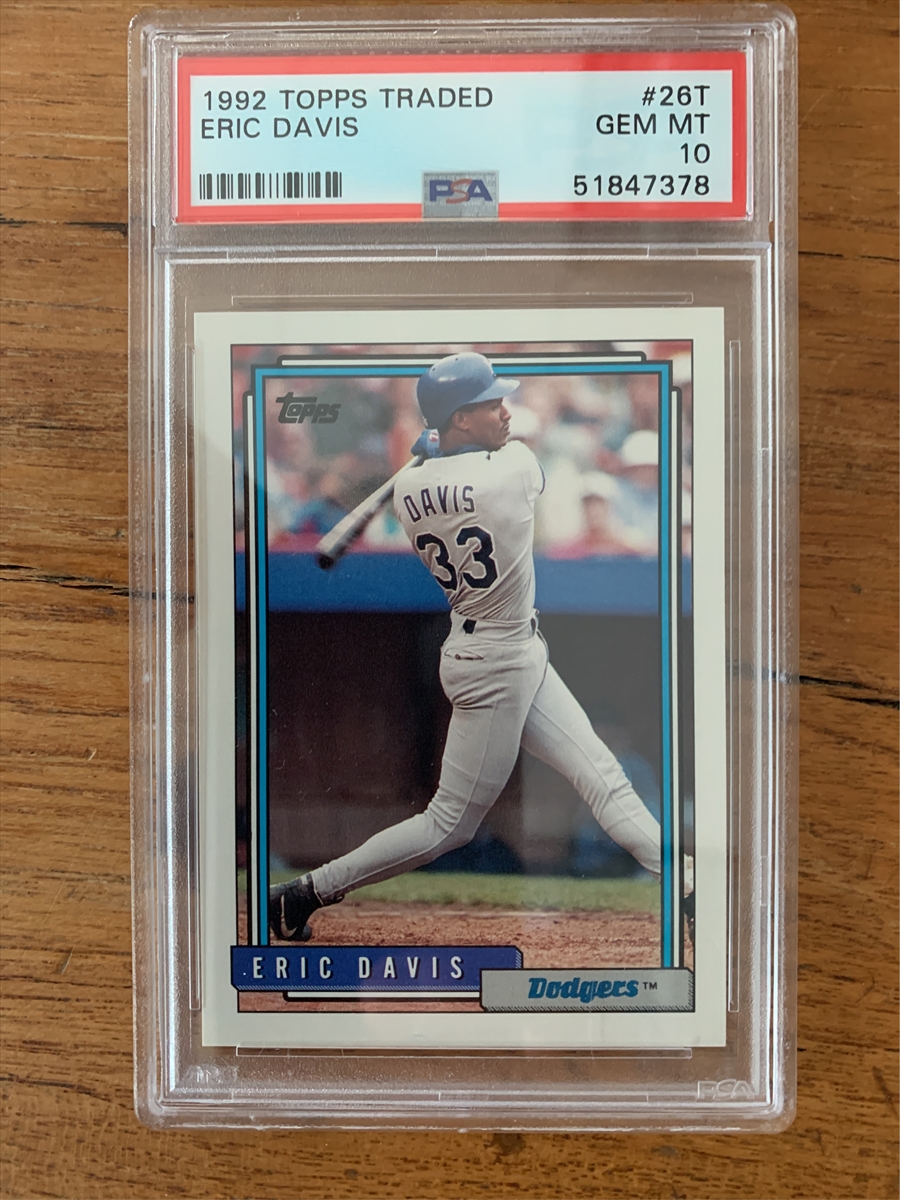 1992 TOPPS TRADED #26T
ERIC DAVIS GEM MT
10
PSA 51847378
Topps
DAVIS
33
ERIC DAVIS
Dodgers™
PSA